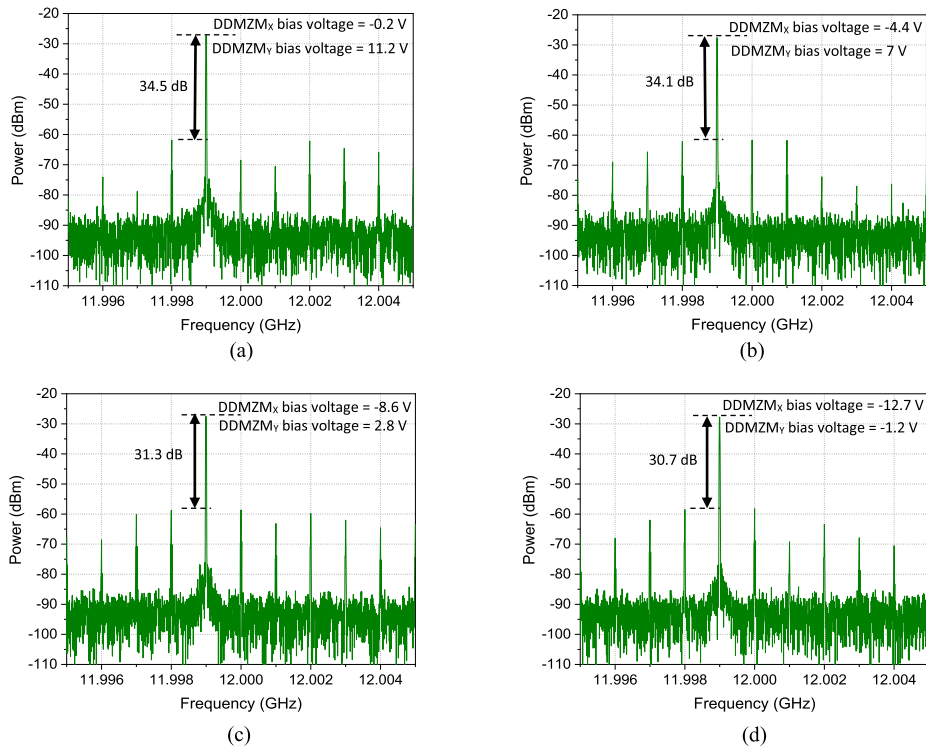 DDMZMX bias voltage = -0.2 V
DDMZMY bias voltage = 11.2 V
34.5 dB
Power (dBm)
-20
-30
-40
-50
-60
-70
-80
-90
-100
-110
11.996 11.998 12.000 12.002 12.004
Frequency (GHz)
(a)
DDMZMX bias voltage = -4.4 V
DDMZMY bias voltage = 7 V
34.1 dB
Power (dBm)
-20
-30
-40
-50
-60
-70
-80
-90
-100
-110
11.996 11.998 12.000 12.002 12.004
Frequency (GHz)
(b)
DDMZMX bias voltage = -8.6 V
DDMZMY bias voltage = 2.8 V
31.3 dB
Power (dBm)
-20
-30
-40
-50
-60
-70
-80
-90
-100
-110
11.996 11.998 12.000 12.002 12.004
Frequency (GHz)
(c)
DDMZMX bias voltage = -12.7 V
DDMZMY bias voltage = -1.2 V
30.7 dB
Power (dBm)
-20
-30
-40
-50
-60
-70
-80
-90
-100
-110
11.996 11.998 12.000 12.002 12.004
Frequency (GHz)
(d)